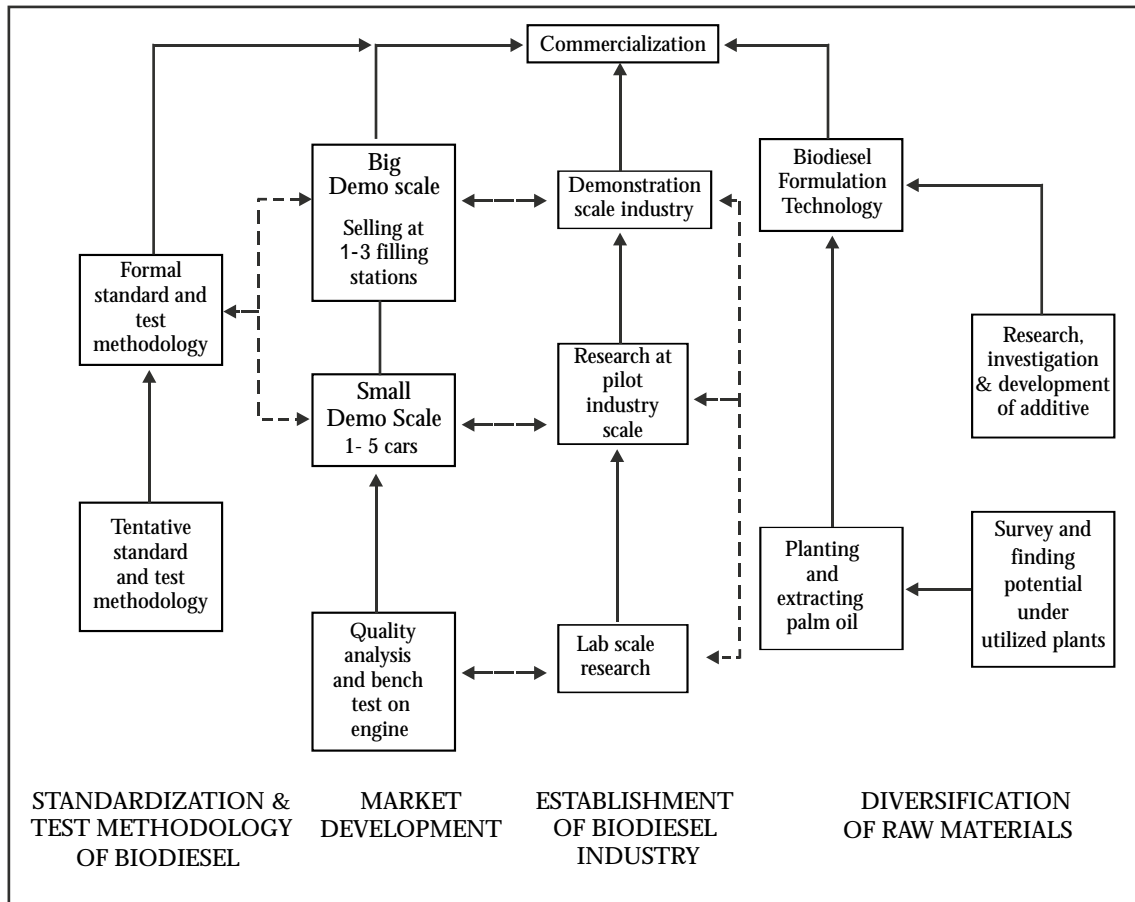 Commercialization
Big
Demo scale
Selling at
1-3 filling
stations
Demonstration
scale industry
Biodiesel
Formulation
Technology
Formal
standard and
test
methodology
Small
Demo Scale
1- 5 cars
Research at
pilot
industry
scale
Research,
investigation
& development
of additive
Tentative
standard
and test
methodology
Quality
analysis
and bench
test on
engine
Lab scale
research
Planting
and
extracting
palm oil
Survey and
finding
potential
under
utilized plants
STANDARDIZATION &
TEST METHODOLOGY
OF BIODIESEL
MARKET
DEVELOPMENT
ESTABLISHMENT
OF BIODIESEL
INDUSTRY
DIVERSIFICATION
OF RAW MATERIALS